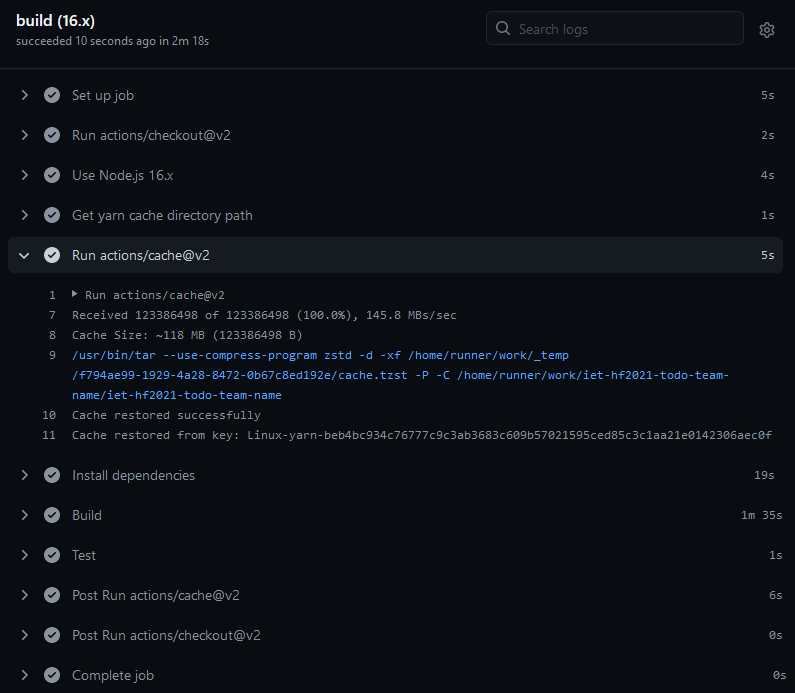 build (16.x)
succeeded 10 seconds ago in 2m 18s
Search logs
Set up job 5s
Run actions/checkout@v2 2s
Use Node.js 16.x 4s
Get yarn cache directory path 1s
Run actions/cache@v2 5s
1 Run actions/cache@v2
7 Received 123386498 of 123386498 (100.0%), 145.8 MBs/sec
8 Cache Size: ~118 MB (123386498 B)
9 /usr/bin/tar --use-compress-program zstd -d -xf /home/runner/work/_temp
/f794ae99-1929-4a28-8472-0b67c8ed192e/cache.tzst -P -C /home/runner/work/iet-hf2021-todo-team-
name/iet-hf2021-todo-team-name
10 Cache restored successfully
11 Cache restored from key: Linux-yarn-beb4bc934c76777c9c3ab3683c609b57021595ced85c3c1aa21e0142306aec0f
Install dependencies 19s
Build 1m 35s
Test 1s
Post Run actions/cache@v2 6s
Post Run actions/checkout@v2 0s
Complete job 0s